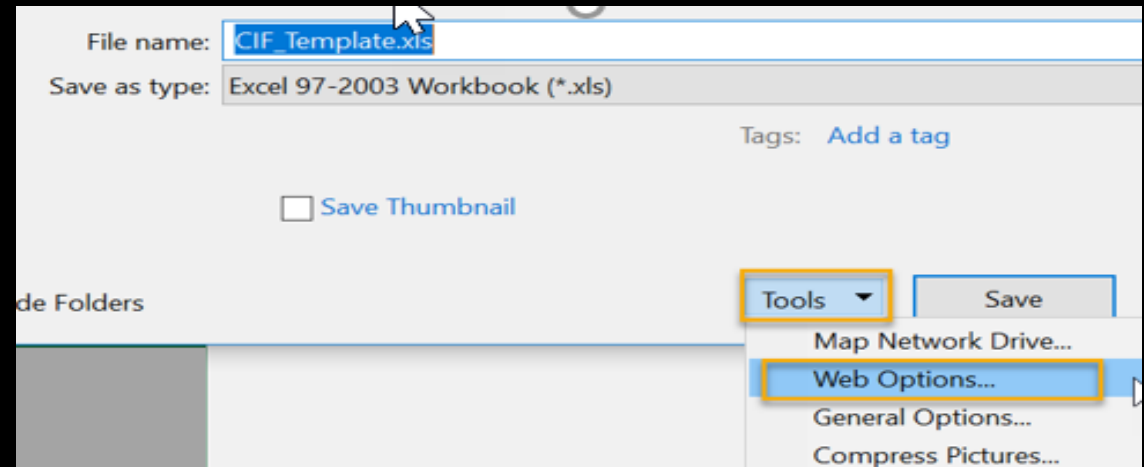 File name: CIF_Template.xls
Save as type: Excel 97-2003 Workbook (*.xls)
Tags: Add a tag
Save Thumbnail
de Folders
Tools Save
Map Network Drive...
Web Options...
General Options...
Compress Pictures...